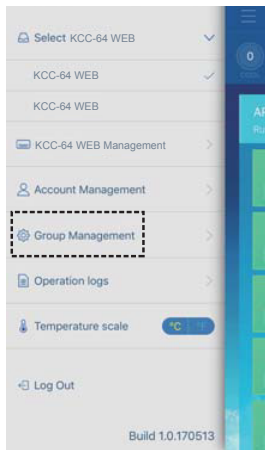 Select KCC-64 WEB
KCC-64 WEB
KCC-64 WEB
KCC-64 WEB Management
Account Management
Group Management
Operation logs
Temperature scale °C °F
Log Out
Build 1.0.170513
0